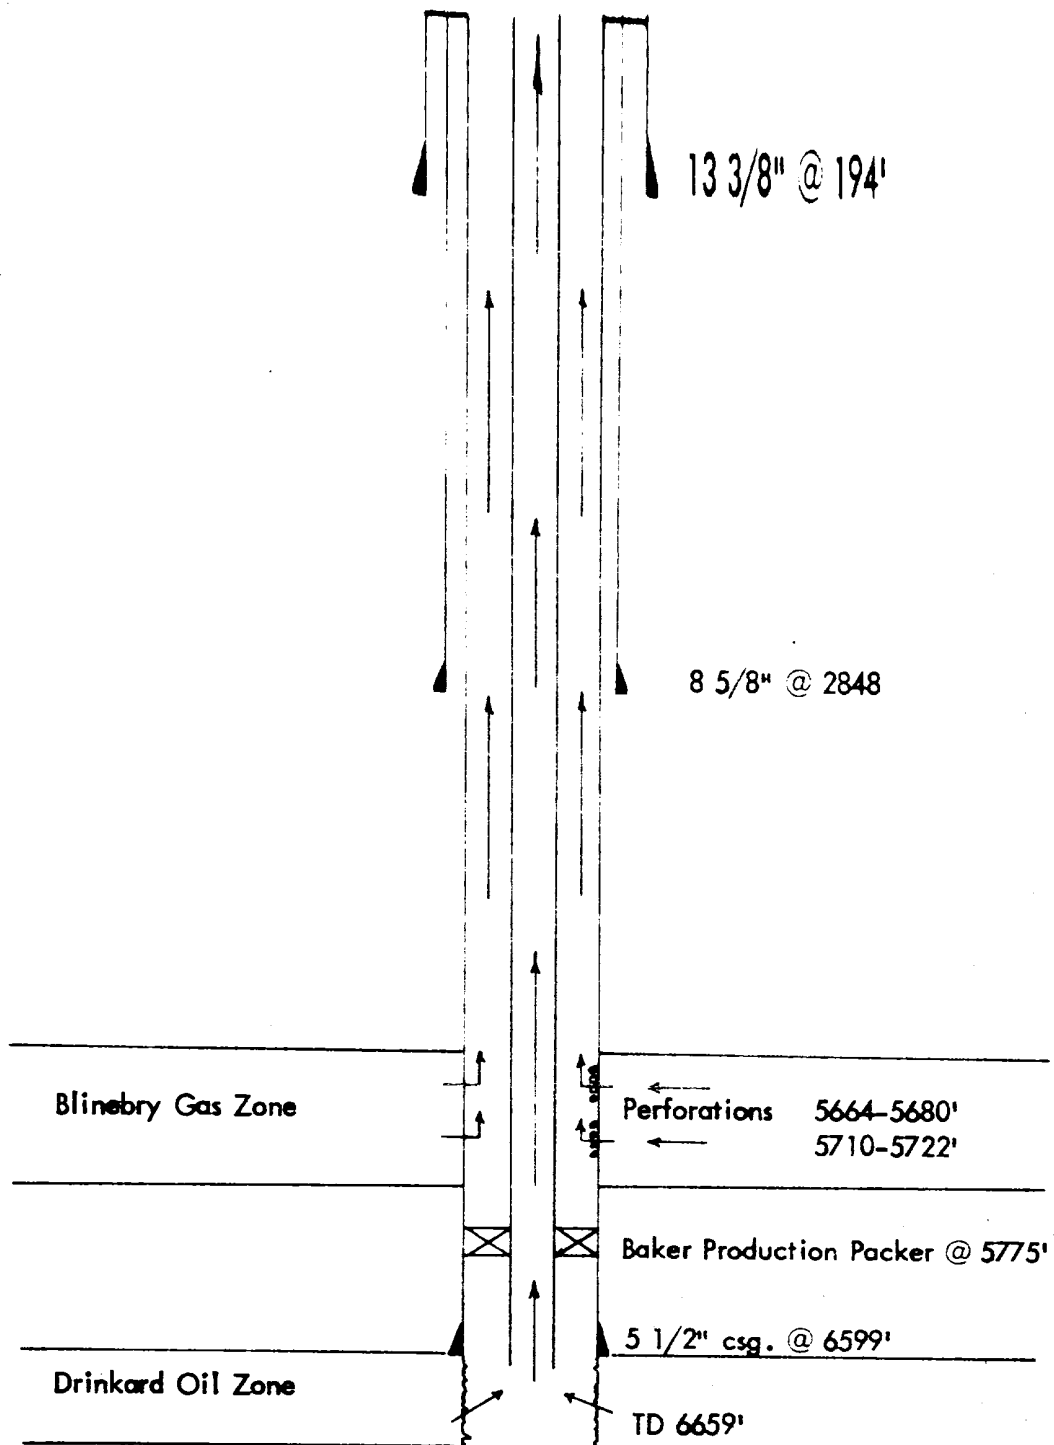 13 3/8" @ 194'
8 5/8" @ 2848
Blinebry Gas Zone
Perforations 5664-5680'
5710-5722'
Baker Production Packer @ 5775'
5 1/2" csg. @ 6599'
Drinkard Oil Zone
TD 6659'